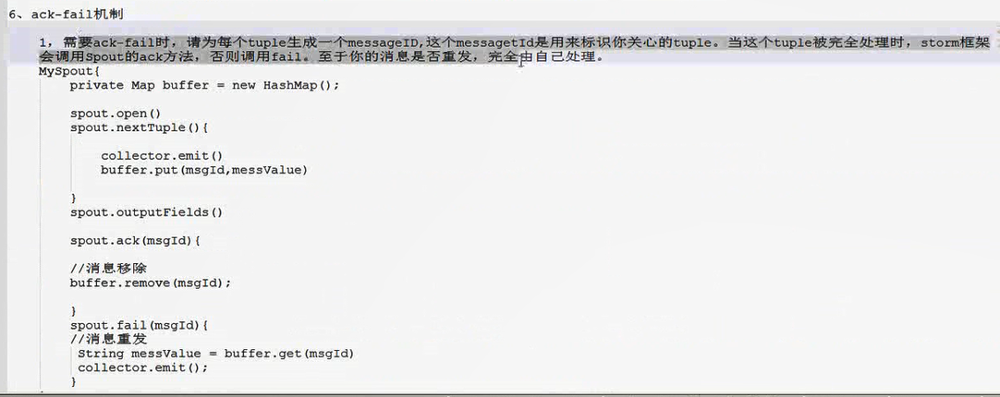 6、ack-fail机制
1，需要ack-fail时，请为每个tuple生成一个messageID,这个messagetId是用来标识你关心的tuple。当这个tuple被完全处理时，storm框架
会调用Spout的ack方法，否则调用fail。至于你的消息是否重发，完全由自己处理。
MySpout{
private Map buffer = new HashMap();
spout.open()
spout.nextTuple(){
collector.emit()
buffer.put(msgId,messValue)
}
spout.outputFields()
spout.ack(msgId){
//消息移除
buffer.remove(msgId);
}
spout.fail(msgId){
//消息重发
String messValue = buffer.get(msgId)
collector.emit();
}